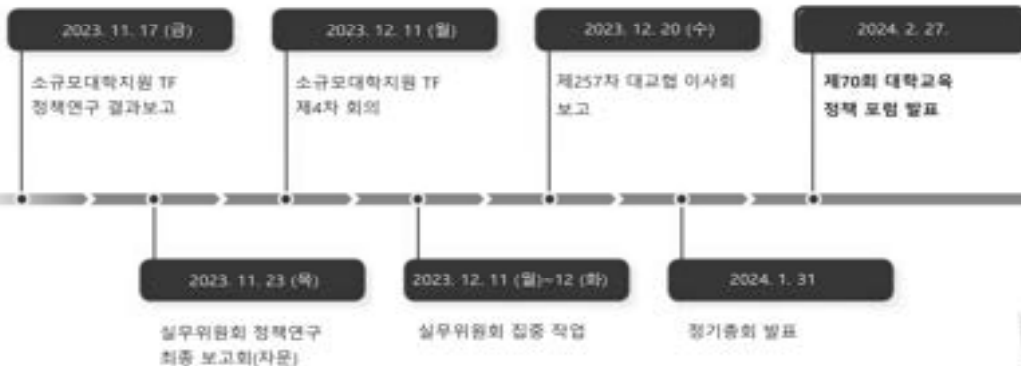 2023. 11. 17 (금)
소규모대학지원 TF
정책연구 결과보고
2023. 12. 11 (월)
소규모대학지원 TF
제4차 회의
2023. 12. 20 (수)
제257차 대교협 이사회
보고
2024. 2. 27.
제70회 대학교육
정책 포럼 발표
2023. 11. 23 (목)
실무위원회 정책연구
최종 보고회(자문)
2023. 12. 11 (월)~12 (화)
실무위원회 집중 작업
2024. 1. 31
정기총회 발표